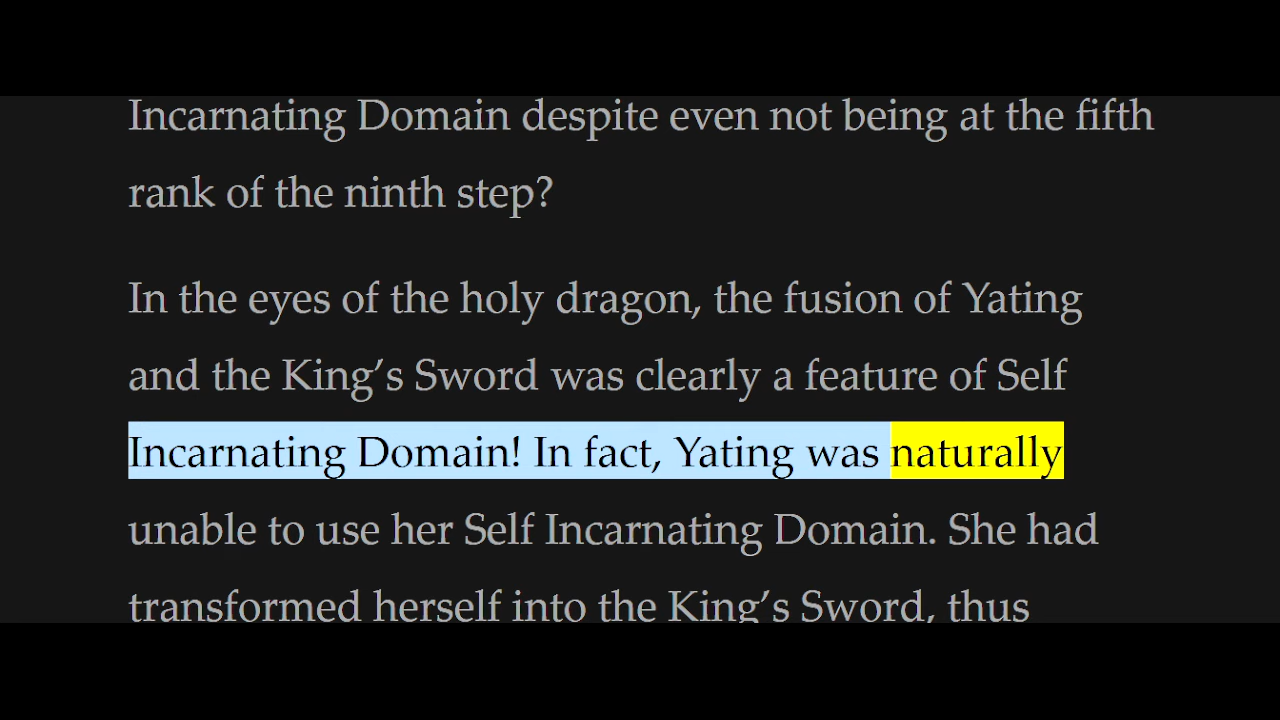 Incarnating Domain despite even not being at the fifth
rank of the ninth step?
In the eyes of the holy dragon, the fusion of Yating
and the King’s Sword was clearly a feature of Self
Incarnating Domain! In fact, Yating was naturally
unable to use her Self Incarnating Domain. She had
transformed herself into the King’s Sword, thus